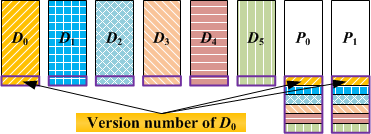 D0 D1 D2 D3 D4 D5 P0 P1
Version number of D0